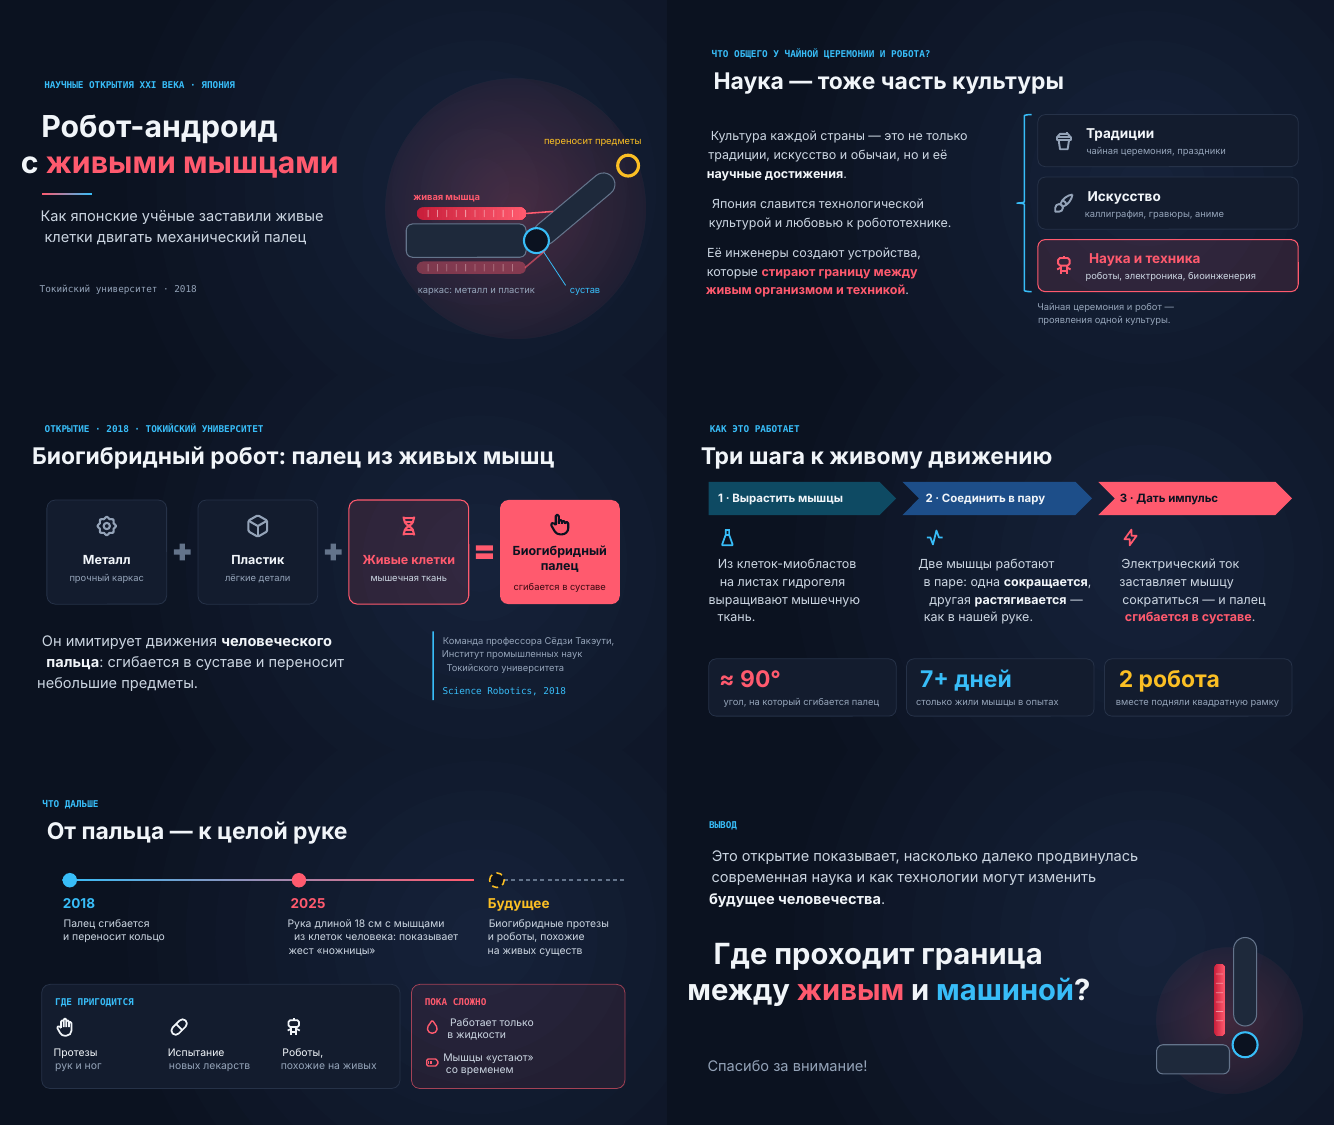 НАУЧНЫЕ ОТКРЫТИЯ XXI ВЕКА · ЯПОНИЯ
Робот-андроид
с живыми мышцами
Как японские учёные заставили живые
клетки двигать механический палец
Токийский университет · 2018
переносит предметы
живая мышца
каркас: металл и пластик
сустав
ЧТО ОБЩЕГО У ЧАЙНОЙ ЦЕРЕМОНИИ И РОБОТА?
Наука — тоже часть культуры
Культура каждой страны — это не только
традиции, искусство и обычаи, но и её
научные достижения.
Япония славится технологической
культурой и любовью к робототехнике.
Её инженеры создают устройства,
которые стирают границу между
живым организмом и техникой.
Традиции
чайная церемония, праздники
Искусство
каллиграфия, гравюры, аниме
Наука и техника
роботы, электроника, биоинженерия
Чайная церемония и робот —
проявления одной культуры.
ОТКРЫТИЕ · 2018 · ТОКИЙСКИЙ УНИВЕРСИТЕТ
Биогибридный робот: палец из живых мышц
Металл
прочный каркас
Пластик
лёгкие детали
Живые клетки
мышечная ткань
Биогибридный
палец
сгибается в суставе
Он имитирует движения человеческого
пальца: сгибается в суставе и переносит
небольшие предметы.
Команда профессора Сёдзи Такэути,
Институт промышленных наук
Токийского университета
Science Robotics, 2018
КАК ЭТО РАБОТАЕТ
Три шага к живому движению
1 · Вырастить мышцы
2 · Соединить в пару
3 · Дать импульс
Из клеток-миобластов
на листах гидрогеля
выращивают мышечную
ткань.
Две мышцы работают
в паре: одна сокращается,
другая растягивается —
как в нашей руке.
Электрический ток
заставляет мышцу
сократиться — и палец
сгибается в суставе.
≈ 90°
угол, на который сгибается палец
7+ дней
столько жили мышцы в опытах
2 робота
вместе подняли квадратную рамку
ЧТО ДАЛЬШЕ
От пальца — к целой руке
2018
Палец сгибается
и переносит кольцо
2025
Рука длиной 18 см с мышцами
из клеток человека: показывает
жест «ножницы»
Будущее
Биогибридные протезы
и роботы, похожие
на живых существ
ГДЕ ПРИГОДИТСЯ
Протезы
рук и ног
Испытание
новых лекарств
Роботы,
похожие на живых
ПОКА СЛОЖНО
Работает только
в жидкости
Мышцы «устают»
со временем
ВЫВОД
Это открытие показывает, насколько далеко продвинулась
современная наука и как технологии могут изменить
будущее человечества.
Где проходит граница
между живым и машиной?
Спасибо за внимание!